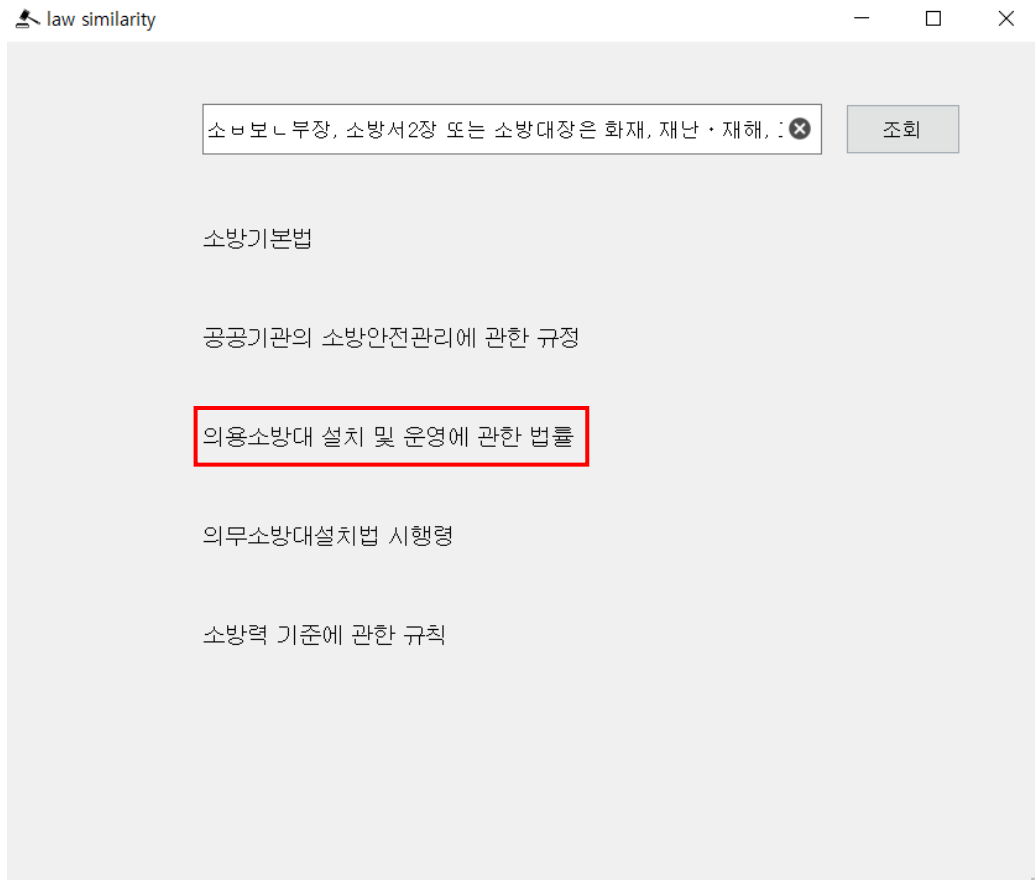 law similarity
소ㅂ보ㄴ부장, 소방서2장 또는 소방대장은 화재, 재난ㆍ재해,
조회
소방기본법
공공기관의 소방안전관리에 관한 규정
의용소방대 설치 및 운영에 관한 법률
의무소방대설치법 시행령
소방력 기준에 관한 규칙